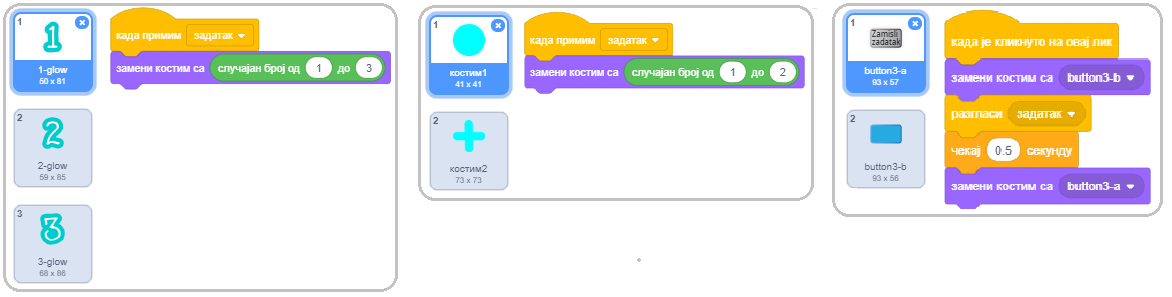 1
1-glow
50 x 81
2
2-glow
59 x 85
3
3-glow
68 x 86
када примим задатак
замени костим са случајан број од 1 до 3
1
костим1
41 x 41
2
костим2
73 x 73
када примим задатак
замени костим са случајан број од 1 до 2
1
Zamisli
zadatak
button3-a
93 x 57
2
button3-b
93 x 56
када је кликнуто на овај лик
замени костим са button3-b
разгласи задатак
чекај 0.5 секунду
замени костим са button3-a